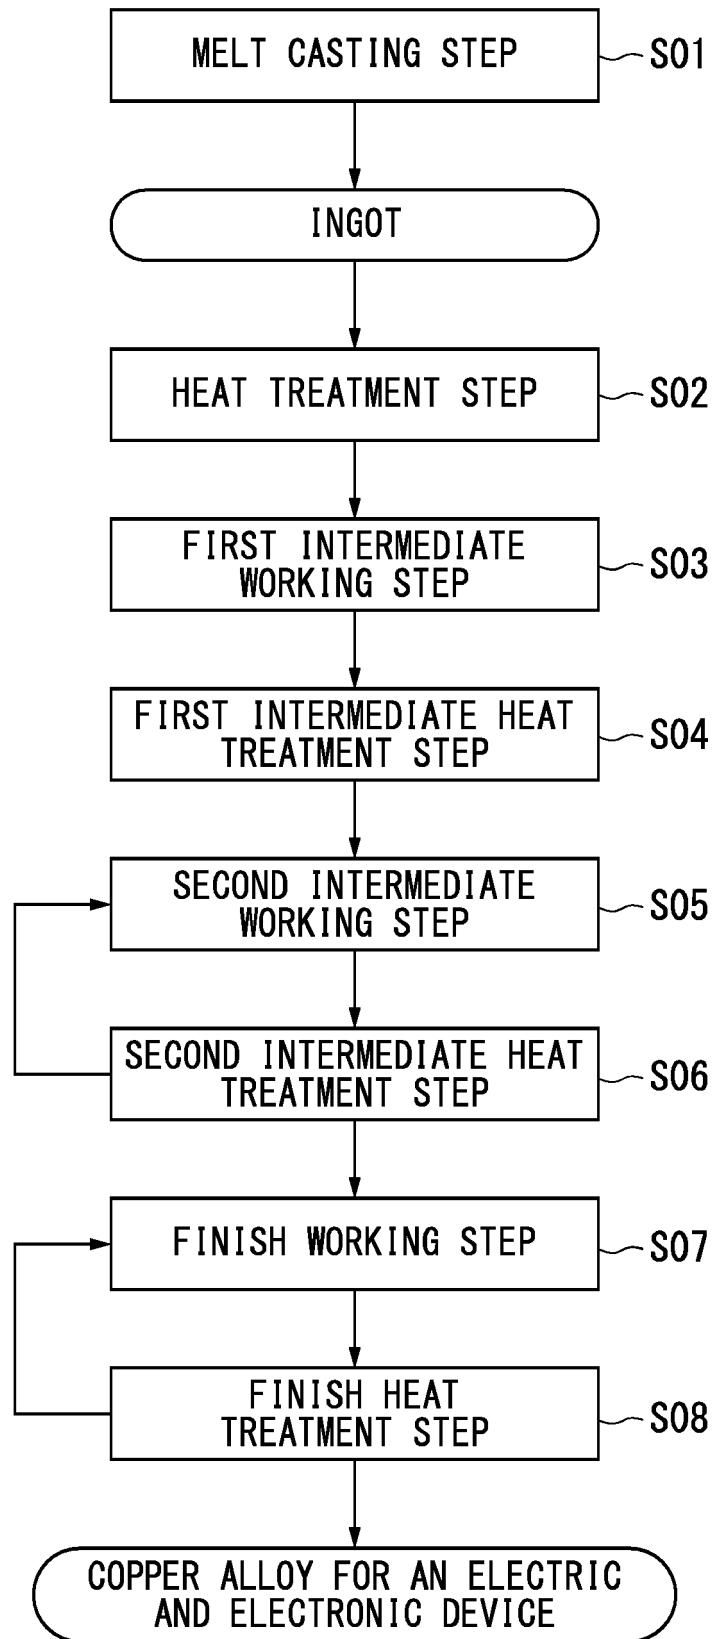 MELT CASTING STEP
S01
INGOT
HEAT TREATMENT STEP
S02
FIRST INTERMEDIATE
WORKING STEP
S03
FIRST INTERMEDIATE HEAT
TREATMENT STEP
S04
SECOND INTERMEDIATE
WORKING STEP
S05
SECOND INTERMEDIATE HEAT
TREATMENT STEP
S06
FINISH WORKING STEP
S07
FINISH HEAT
TREATMENT STEP
S08
COPPER ALLOY FOR AN ELECTRIC
AND ELECTRONIC DEVICE